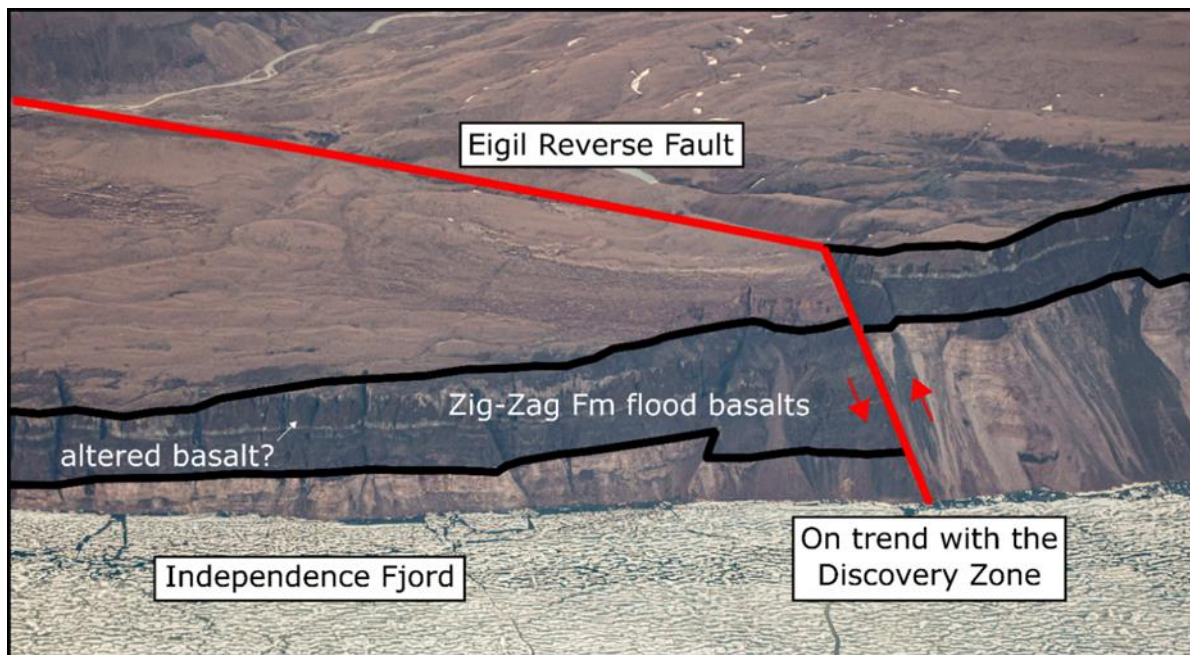 Eigil Reverse Fault
Zig-Zag Fm flood basalts
altered basalt?
On trend with the
Discovery Zone
Independence Fjord